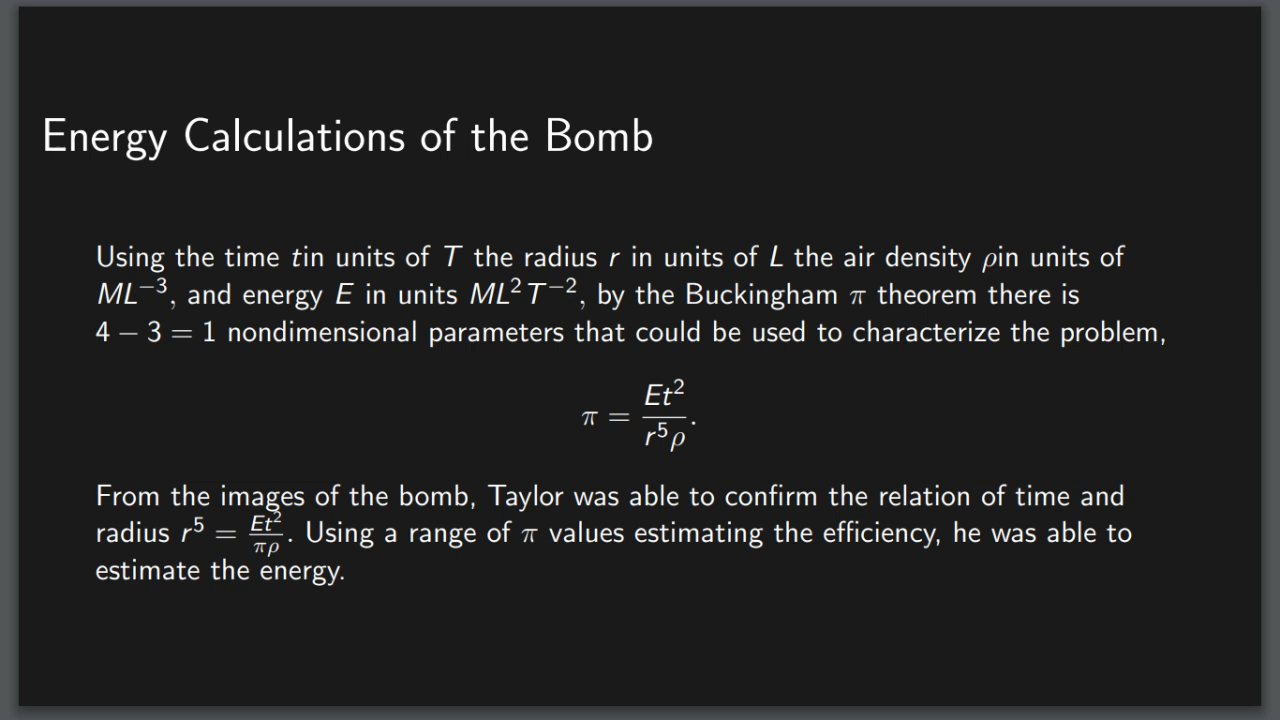 Energy Calculations of the Bomb
Using the time tin units of T the radius r in units of L the air density ρin units of
ML⁻³, and energy E in units ML²T⁻², by the Buckingham π theorem there is
4 − 3 = 1 nondimensional parameters that could be used to characterize the problem,
π = Et²/r⁵ρ.
From the images of the bomb, Taylor was able to confirm the relation of time and
radius r⁵ = Et²/πρ. Using a range of π values estimating the efficiency, he was able to
estimate the energy.